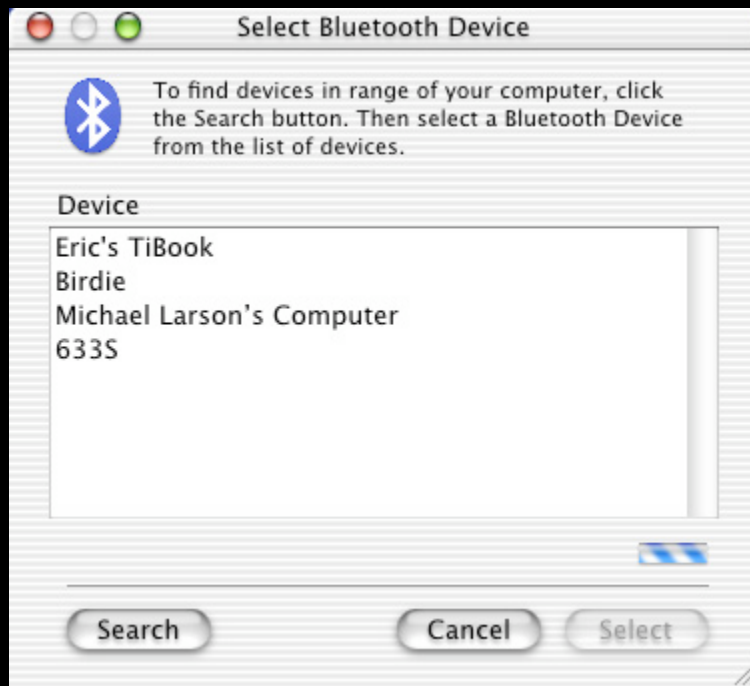 Select Bluetooth Device
To find devices in range of your computer, click
the Search button. Then select a Bluetooth Device
from the list of devices.
Device
Eric's TiBook
Birdie
Michael Larson’s Computer
633S
Search
Cancel
Select